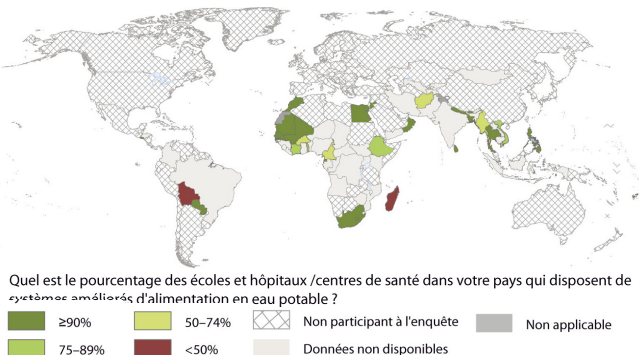 Quel est le pourcentage des écoles et hôpitaux /centres de santé dans votre pays qui disposent de
systèmes améliorés d'alimentation en eau potable ?
≥90% 50–74% Non participant à l'enquête Non applicable
75–89% <50% Données non disponibles